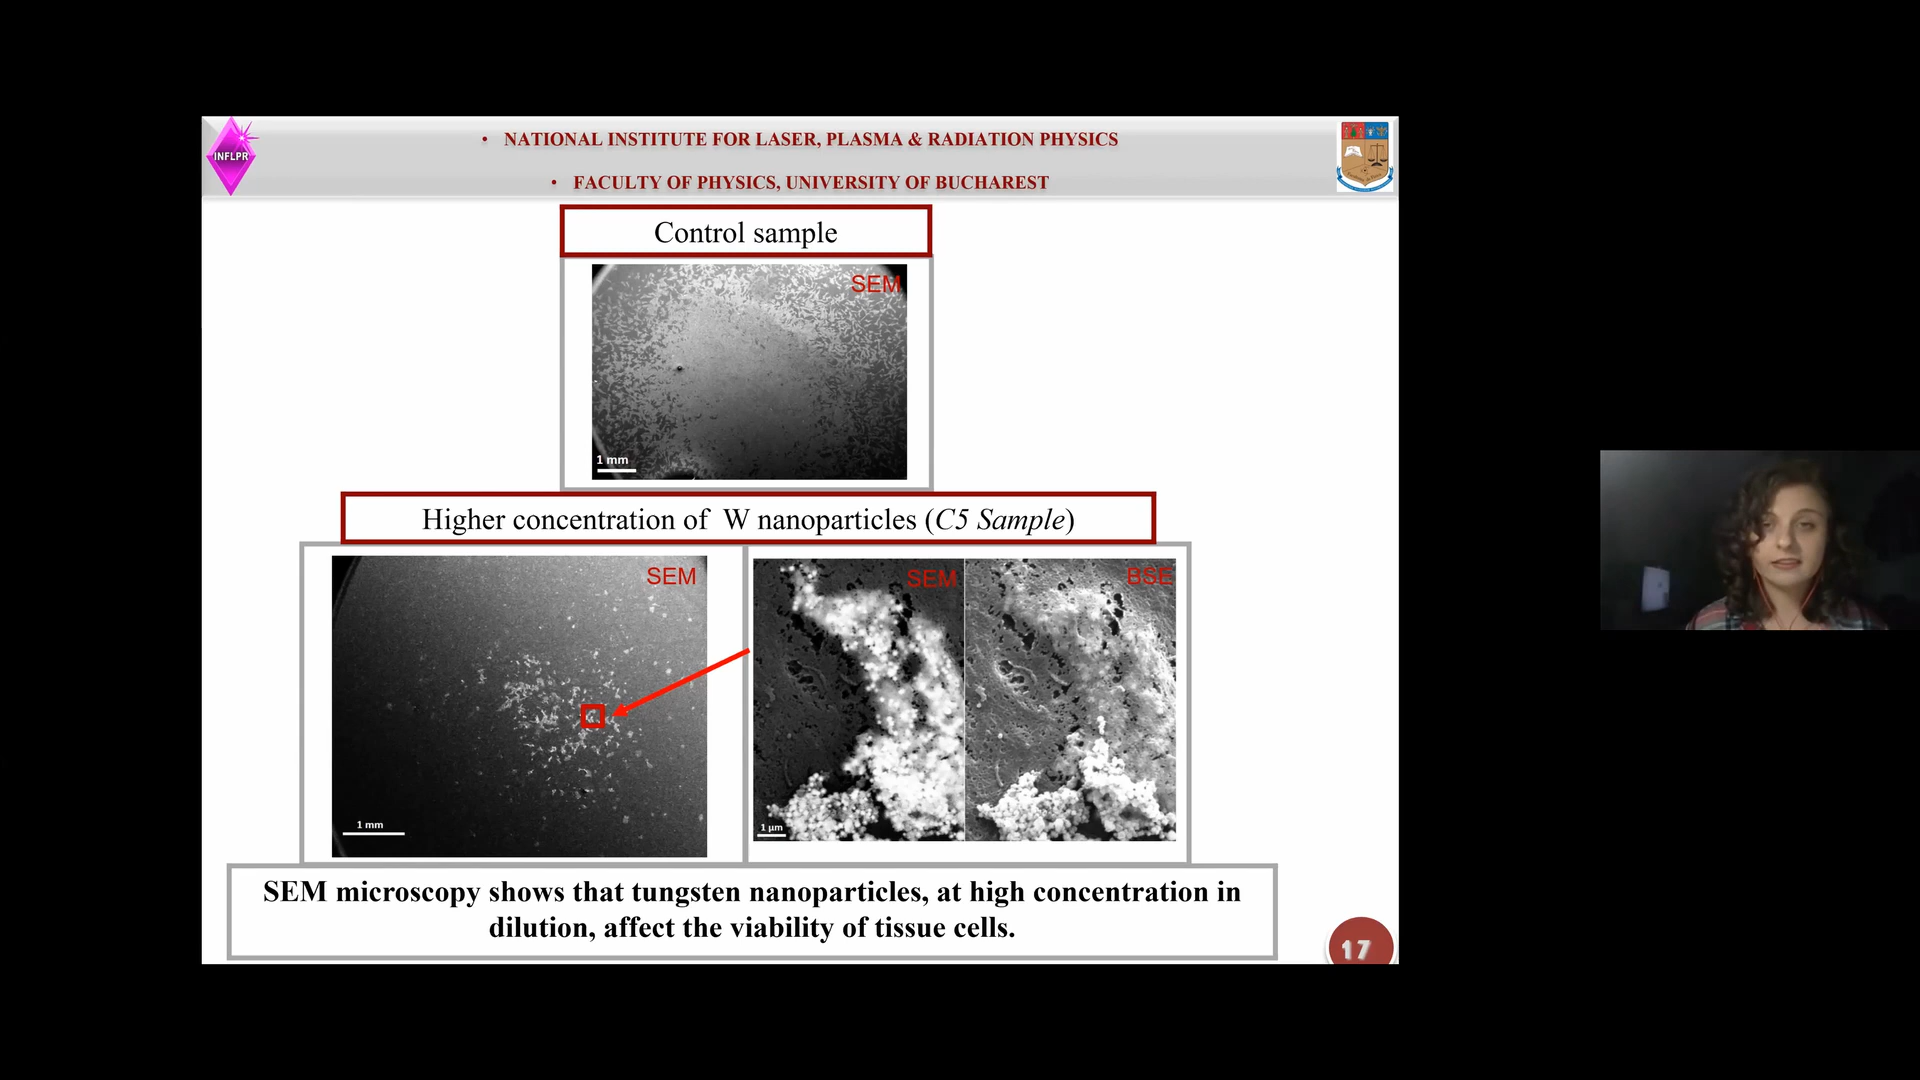 INFLPR
• NATIONAL INSTITUTE FOR LASER, PLASMA & RADIATION PHYSICS
• FACULTY OF PHYSICS, UNIVERSITY OF BUCHAREST
Control sample
SEM
1 mm
Higher concentration of W nanoparticles (C5 Sample)
SEM
1 mm
SEM
BSE
1 µm
SEM microscopy shows that tungsten nanoparticles, at high concentration in
dilution, affect the viability of tissue cells.
17